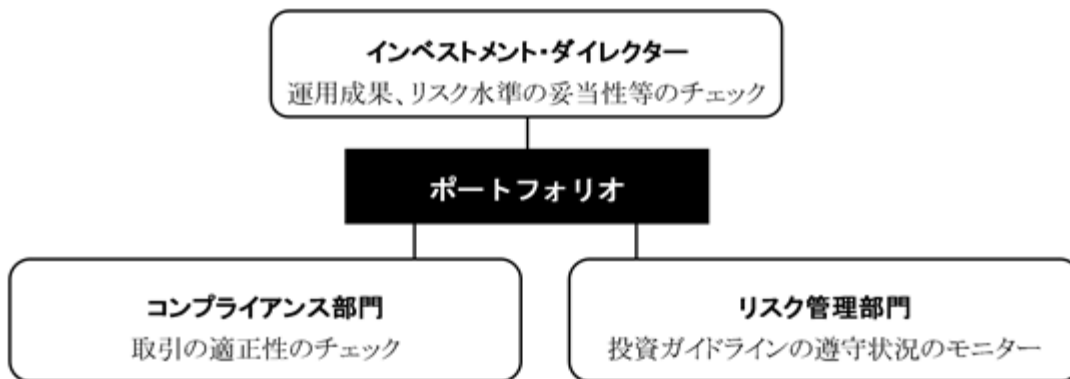 インベストメント・ダイレクター
運用成果、リスク水準の妥当性等のチェック
ポートフォリオ
コンプライアンス部門
取引の適正性のチェック
リスク管理部門
投資ガイドラインの遵守状況のモニター